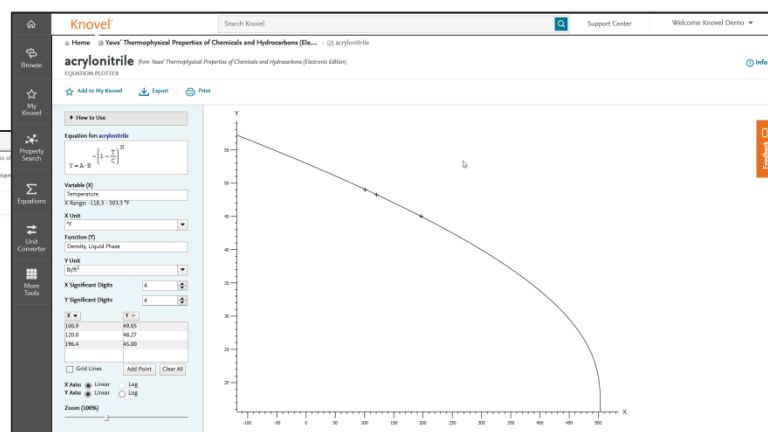 Knovel
Search Knovel
Support Center
Welcome Knovel Demo
Home
Yaws' Thermophysical Properties of Chemicals and Hydrocarbons (Ele...
acrylonitrile
acrylonitrile
from Yaws' Thermophysical Properties of Chemicals and Hydrocarbons (Electronic Edition)
EQUATION PLOTTER
Info
Add to My Knovel
Export
Print
Browse
My Knovel
Property Search
Equations
Unit Converter
More Tools
How to Use
Equation for: acrylonitrile
Y=A·B
-(1-T/C)
Variable (X)
Temperature
X Range: -118.3 - 503.3 °F
X Unit
°F
Function (Y)
Density, Liquid Phase
Y Unit
lb/ft³
X Significant Digits
4
Y Significant Digits
4
X
Y
100.9
49.05
120.0
48.27
196.4
45.00
Grid Lines
Add Point
Clear All
X Axis:
Linear
Log
Y Axis:
Linear
Log
Zoom (100%)
Y
55
50
45
40
35
30
25
20
-100
-50
0
50
100
150
200
250
300
350
400
450
500
X
Feedback